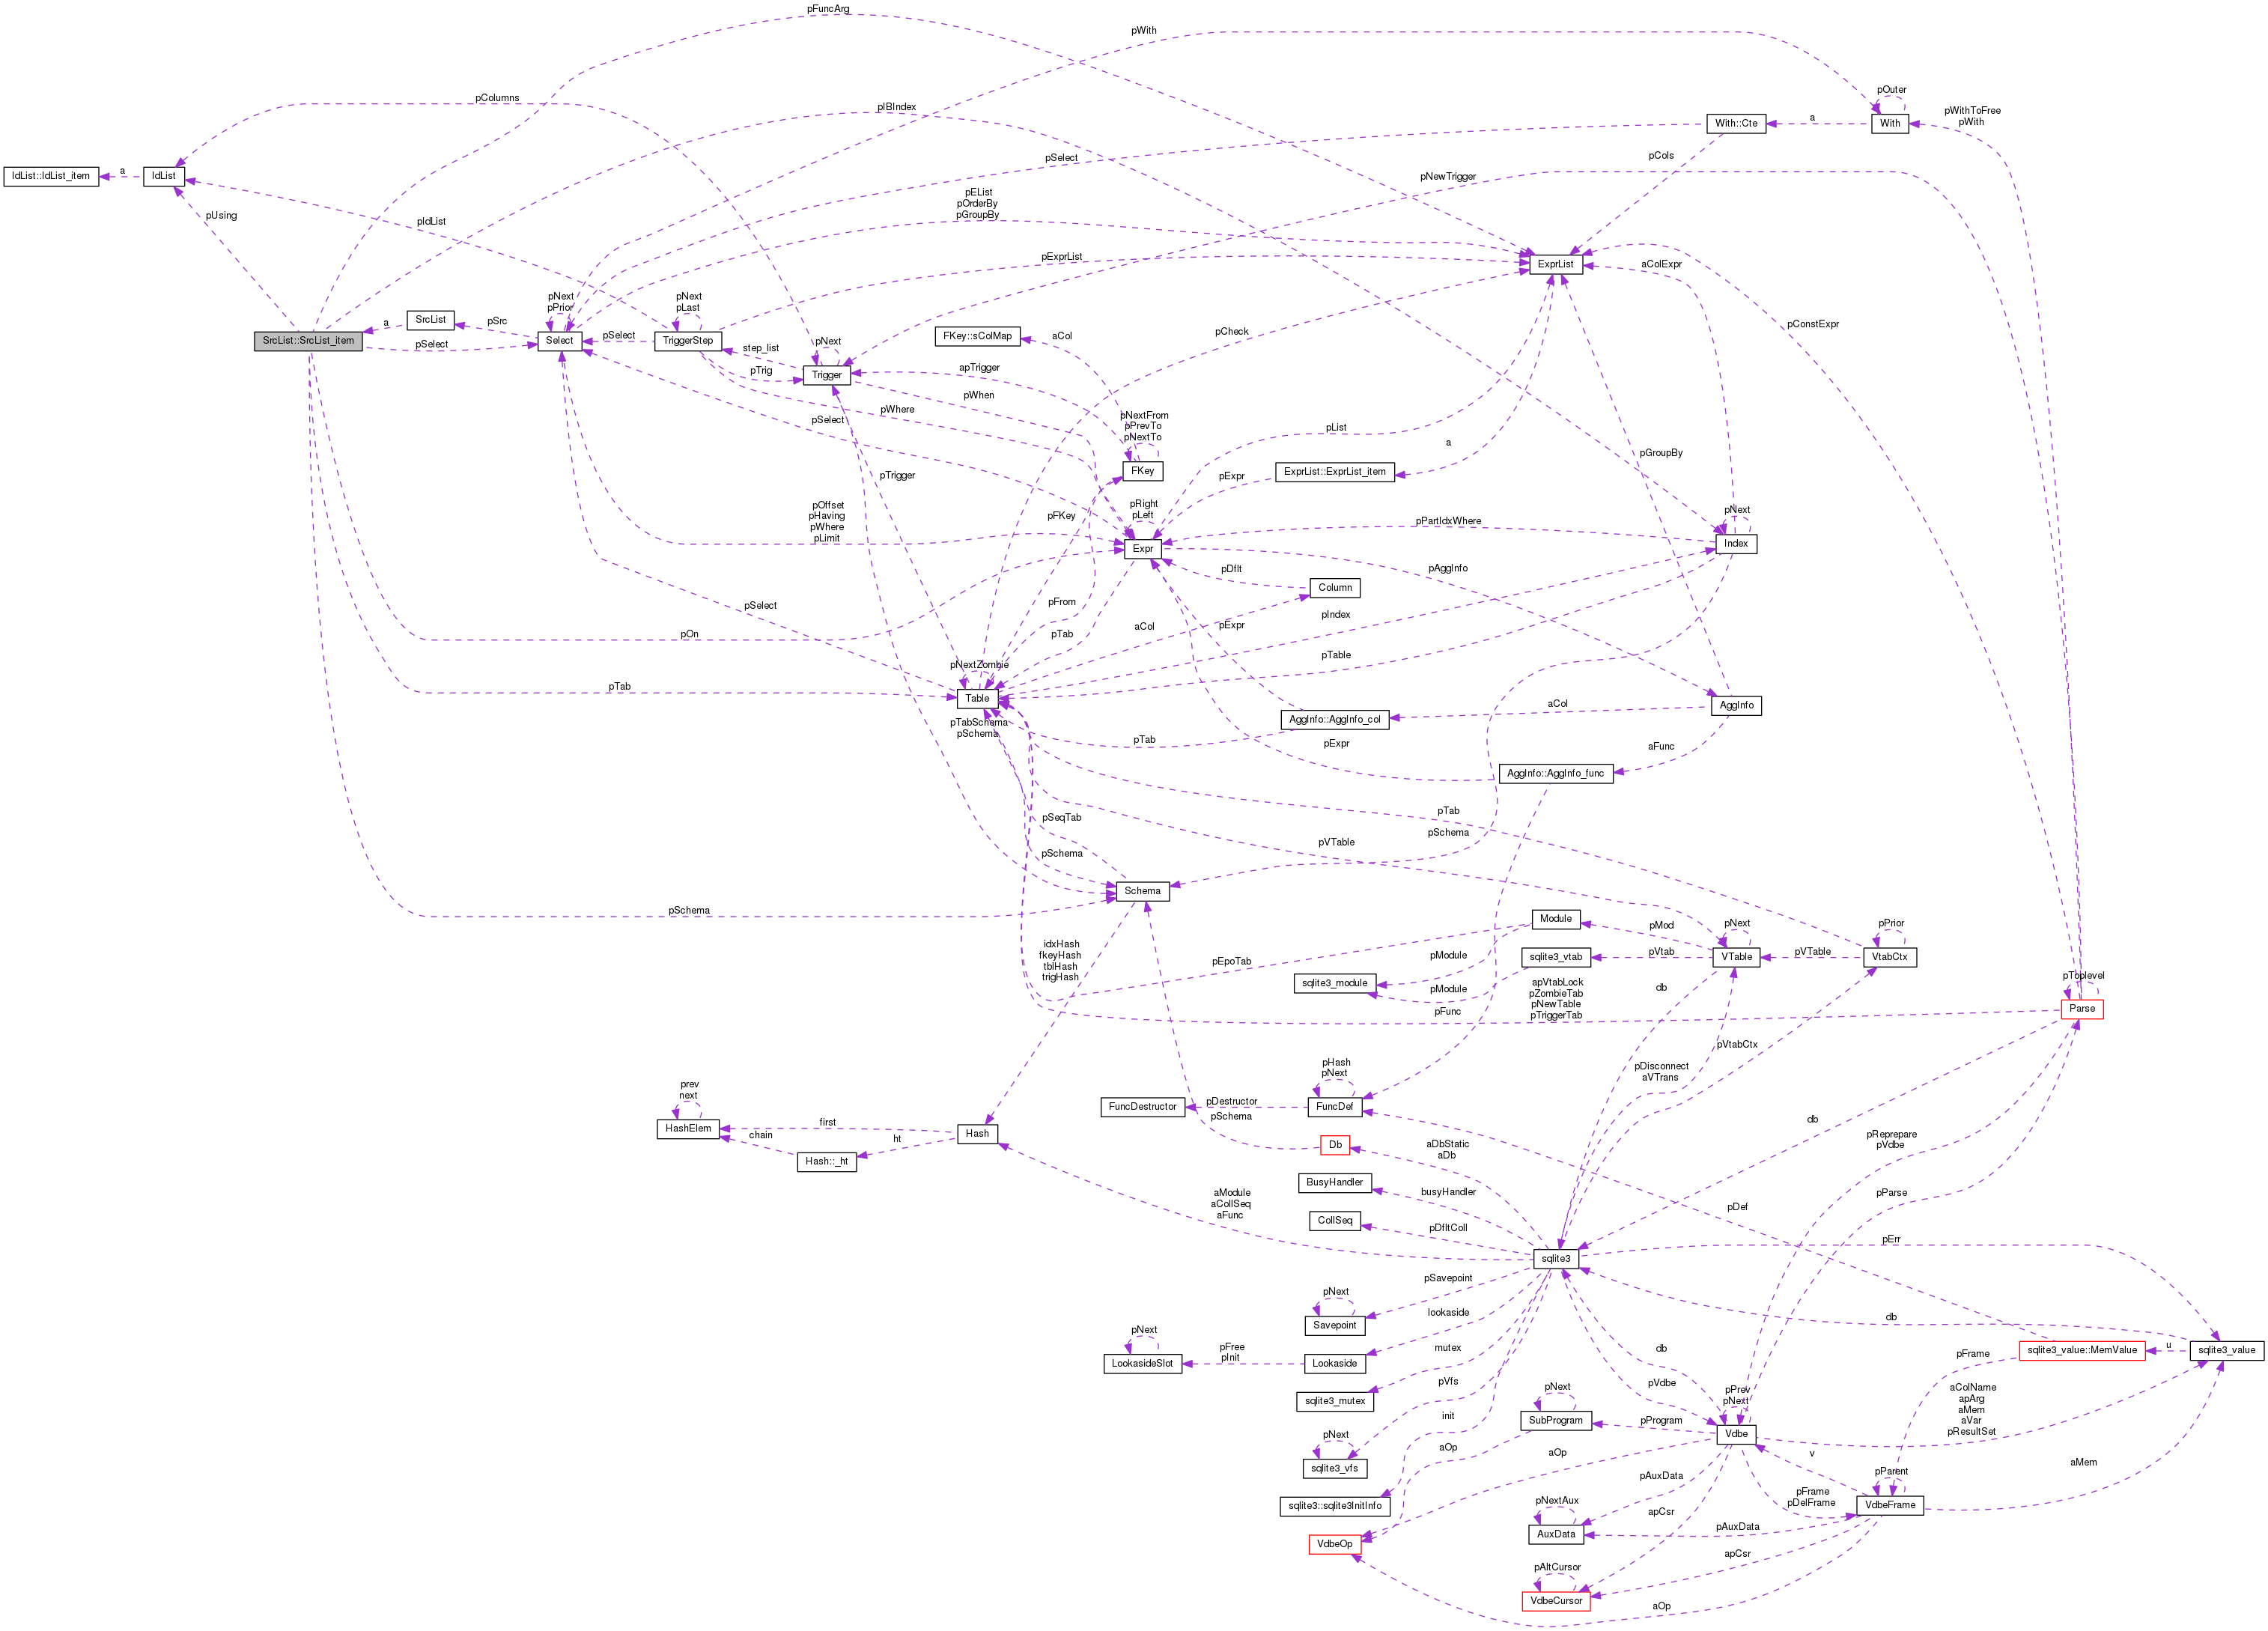 pFuncArg
pWith
pColumns
pIBIndex
pOuter
pWithToFree
pWith
With::Cte
a
With
pSelect
pCols
IdList::IdList_item
a
IdList
pNewTrigger
pEList
pOrderBy
pGroupBy
pUsing
pIdList
pExprList
ExprList
aColExpr
pNext
pPrior
pNext
pLast
SrcList
a
pSrc
SrcList::SrcList_item
pSelect
Select
pSelect
TriggerStep
step_list
pNext
pTrig
Trigger
FKey::sColMap
aCol
pCheck
pConstExpr
apTrigger
pWhen
pWhere
pSelect
pNextFrom
pPrevTo
pNextTo
FKey
pList
a
pGroupBy
ExprList::ExprList_item
pExpr
pTrigger
pOffset
pHaving
pWhere
pLimit
pFKey
pRight
pLeft
Expr
pPartIdxWhere
pNext
Index
pDflt
Column
pAggInfo
pSelect
pFrom
pOn
pTab
aCol
pExpr
pIndex
pTable
pNextZombie
Table
pTab
AggInfo
aCol
AggInfo::AggInfo_col
pTabSchema
pSchema
pTab
pExpr
aFunc
AggInfo::AggInfo_func
pSeqTab
pTab
pSchema
pVTable
pSchema
Schema
pSchema
idxHash
fkeyHash
tblHash
trigHash
pEpoTab
Module
pMod
pNext
VTable
pVTable
pPrior
VtabCtx
pModule
sqlite3_vtab
pVtab
sqlite3_module
pModule
apVtabLock
pZombieTab
pNewTable
pTriggerTab
pFunc
db
pToplevel
Parse
pVtabCtx
pDisconnect
aVTrans
pHash
pNext
FuncDef
pDestructor
FuncDestructor
pSchema
prev
next
HashElem
first
chain
Hash::_ht
ht
Hash
Db
aDbStatic
aDb
db
pReprepare
pVdbe
aModule
aCollSeq
aFunc
BusyHandler
busyHandler
CollSeq
pDfltColl
pParse
pDef
pErr
sqlite3
pSavepoint
pNext
Savepoint
lookaside
db
pNext
LookasideSlot
pFree
pInit
Lookaside
mutex
sqlite3_mutex
db
pFrame
sqlite3_value::MemValue
u
sqlite3_value
pVfs
pVdbe
pNext
sqlite3_vfs
init
pNext
SubProgram
pProgram
pPrev
pNext
Vdbe
aColName
apArg
aMem
aVar
pResultSet
aOp
aOp
v
pParent
aMem
sqlite3::sqlite3InitInfo
pNextAux
AuxData
pAuxData
apCsr
pFrame
pDelFrame
VdbeFrame
pAuxData
VdbeOp
apCsr
pAltCursor
VdbeCursor
aOp